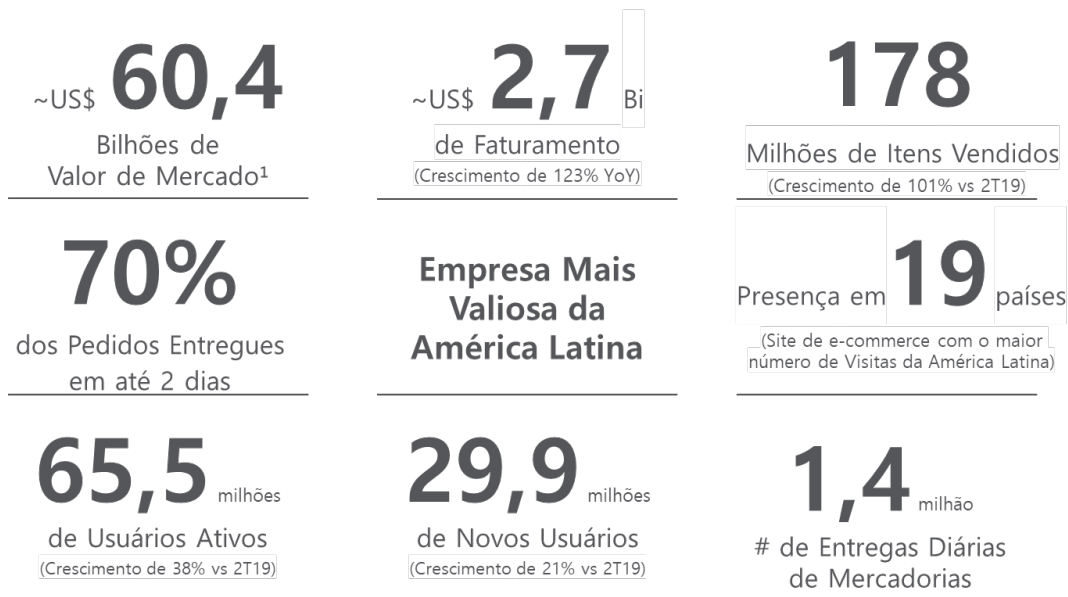 ~US$ 60,4
Bilhões de
Valor de Mercado¹
~US$ 2,7 Bi
de Faturamento
(Crescimento de 123% YoY)
178
Milhões de Itens Vendidos
(Crescimento de 101% vs 2T19)
70%
dos Pedidos Entregues
em até 2 dias
Empresa Mais
Valiosa da
América Latina
Presença em 19 países
(Site de e-commerce com o maior
número de Visitas da América Latina)
65,5 milhões
de Usuários Ativos
(Crescimento de 38% vs 2T19)
29,9 milhões
de Novos Usuários
(Crescimento de 21% vs 2T19)
1,4 milhão
# de Entregas Diárias
de Mercadorias